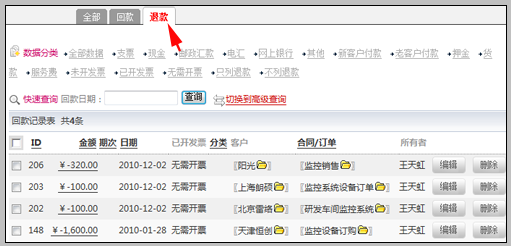 全部 回款 退款
数据分类 全部数据 支票 现金 邮政汇款 电汇 网上银行 其他 新客户付款 老客户付款 押金 货
款 服务费 未开发票 已开发票 无需开票 只列退款 不列退款
快速查询 回款日期： 查询 切换到高级查询
回款记录表 共4条
ID 金额 期次 日期 已开发票 分类 客户 合同/订单 所有者
206 ¥ -320.00 2010-12-02 无需开票 〖阳光〗 〖监控销售〗 王天虹 编辑 删除
203 ¥ -100.00 2010-12-02 无需开票 〖上海朗硕〗 〖监控系统设备订单〗 王天虹 编辑 删除
202 ¥ -100.00 2010-12-02 无需开票 〖北京雷络〗 〖研发车间监控系统〗 王天虹 编辑 删除
148 ¥ -1,600.00 2010-01-28 无需开票 〖天津恒创〗 〖监控设备订购〗 王天虹 编辑 删除